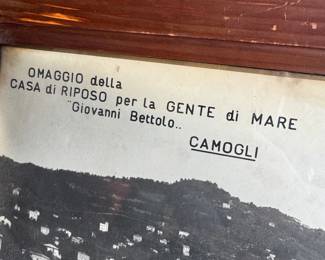 OMAGGIO della
CASA di RIPOSO per la GENTE di MARE
"Giovanni Bettolo„
CAMOGLI